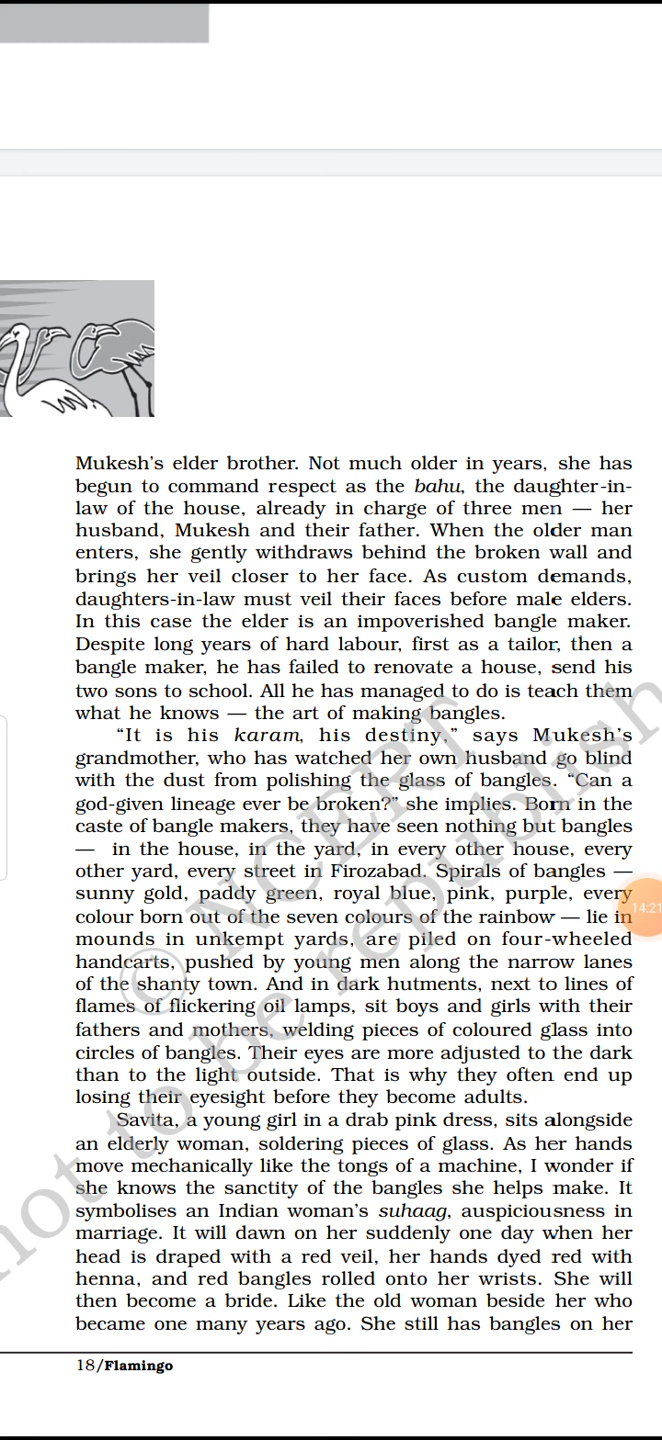 Mukesh's elder brother. Not much older in years, she has
begun to command respect as the bahu, the daughter-in-
law of the house, already in charge of three men — her
husband, Mukesh and their father. When the older man
enters, she gently withdraws behind the broken wall and
brings her veil closer to her face. As custom demands,
daughters-in-law must veil their faces before male elders.
In this case the elder is an impoverished bangle maker.
Despite long years of hard labour, first as a tailor, then a
bangle maker, he has failed to renovate a house, send his
two sons to school. All he has managed to do is teach them
what he knows — the art of making bangles.
“It is his karam, his destiny,” says Mukesh's
grandmother, who has watched her own husband go blind
with the dust from polishing the glass of bangles. “Can a
god-given lineage ever be broken?” she implies. Born in the
caste of bangle makers, they have seen nothing but bangles
— in the house, in the yard, in every other house, every
other yard, every street in Firozabad. Spirals of bangles —
sunny gold, paddy green, royal blue, pink, purple, every
colour born out of the seven colours of the rainbow — lie in
mounds in unkempt yards, are piled on four-wheeled
handcarts, pushed by young men along the narrow lanes
of the shanty town. And in dark hutments, next to lines of
flames of flickering oil lamps, sit boys and girls with their
fathers and mothers, welding pieces of coloured glass into
circles of bangles. Their eyes are more adjusted to the dark
than to the light outside. That is why they often end up
losing their eyesight before they become adults.
Savita, a young girl in a drab pink dress, sits alongside
an elderly woman, soldering pieces of glass. As her hands
move mechanically like the tongs of a machine, I wonder if
she knows the sanctity of the bangles she helps make. It
symbolises an Indian woman's suhaag, auspiciousness in
marriage. It will dawn on her suddenly one day when her
head is draped with a red veil, her hands dyed red with
henna, and red bangles rolled onto her wrists. She will
then become a bride. Like the old woman beside her who
became one many years ago. She still has bangles on her
18/Flamingo
© NCERT
not to be republish
14:21